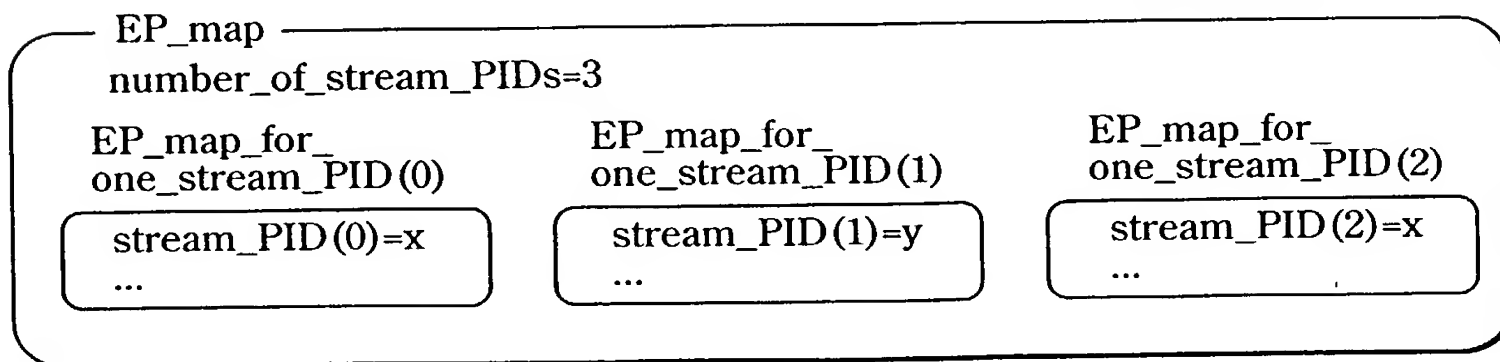 EP_map
number_of_stream_PIDs=3
EP_map_for_
one_stream_PID(0)
stream_PID(0)=x
...
EP_map_for_
one_stream_PID(1)
stream_PID(1)=y
...
EP_map_for_
one_stream_PID(2)
stream_PID(2)=x
...